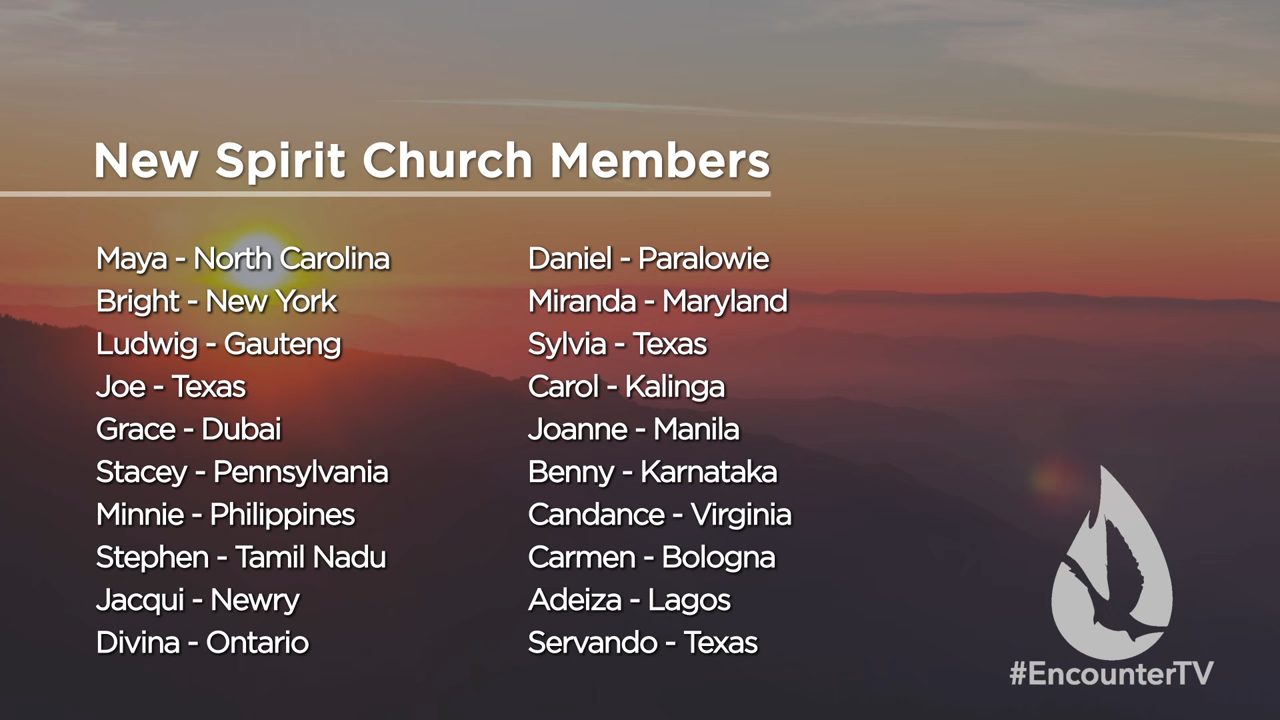 New Spirit Church Members
Maya - North Carolina
Bright - New York
Ludwig - Gauteng
Joe - Texas
Grace - Dubai
Stacey - Pennsylvania
Minnie - Philippines
Stephen - Tamil Nadu
Jacqui - Newry
Divina - Ontario
Daniel - Paralowie
Miranda - Maryland
Sylvia - Texas
Carol - Kalinga
Joanne - Manila
Benny - Karnataka
Candance - Virginia
Carmen - Bologna
Adeiza - Lagos
Servando - Texas
#EncounterTV